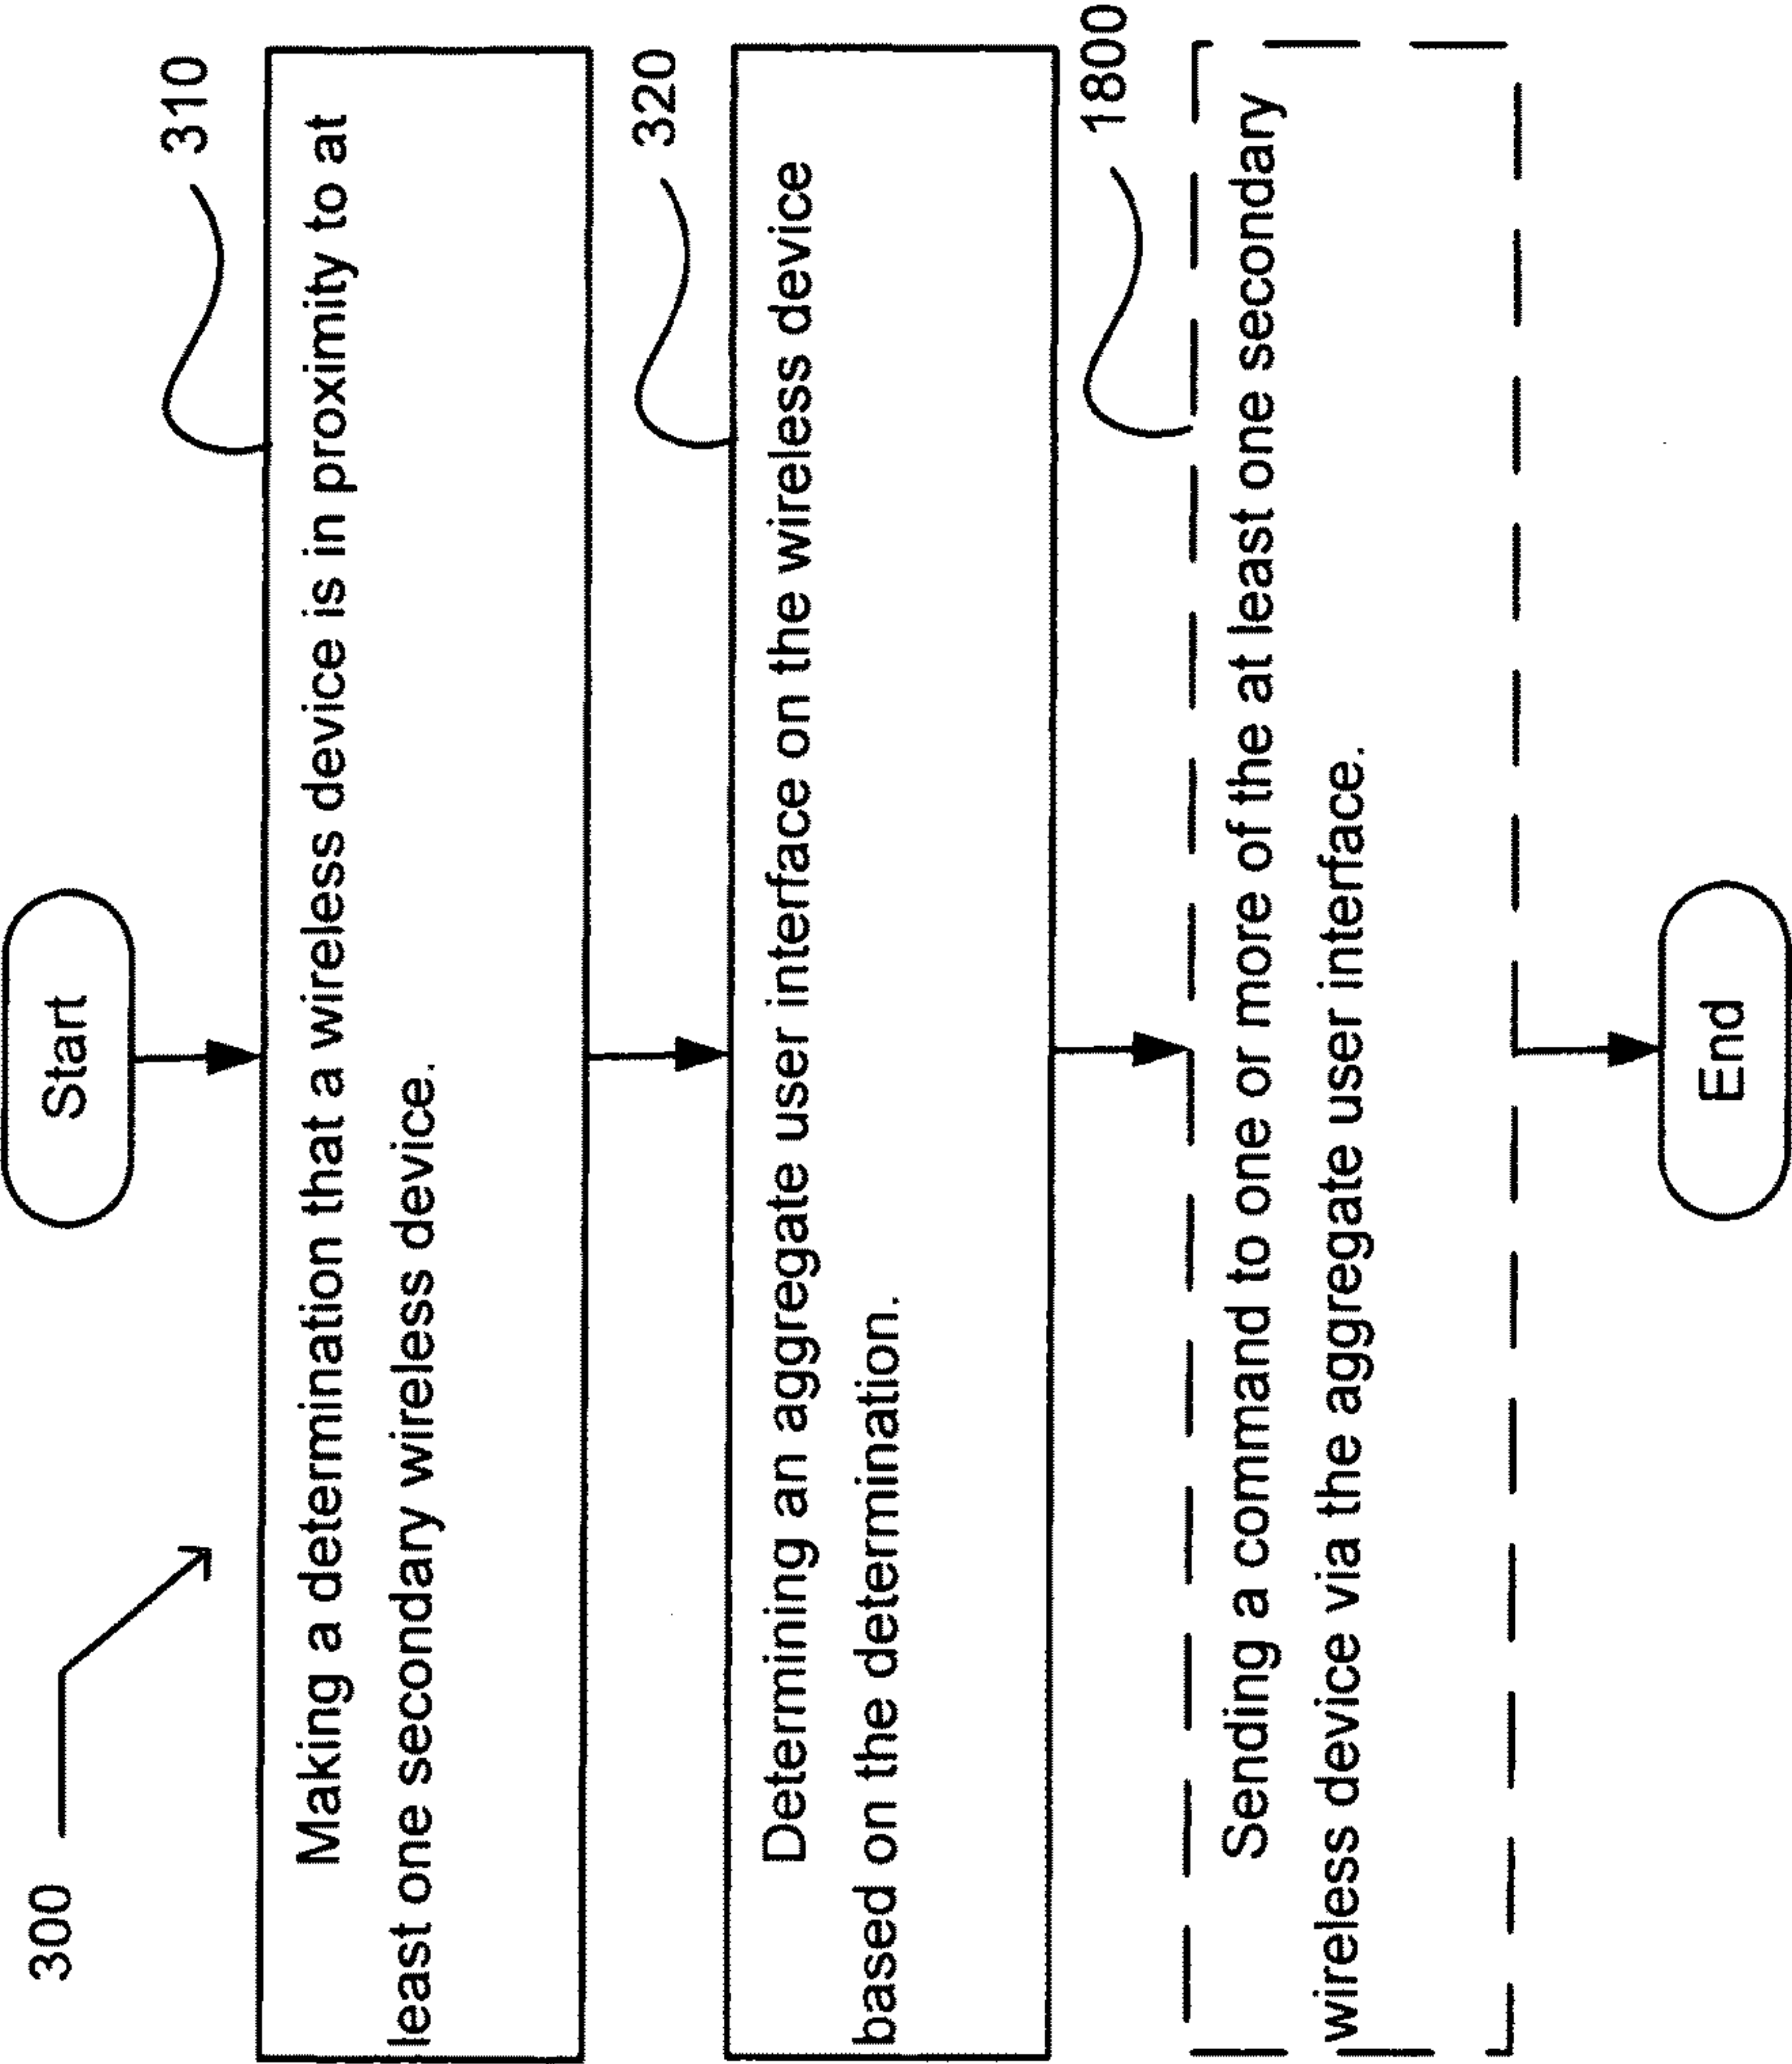 300
Start
310
Making a determination that a wireless device is in proximity to at
least one secondary wireless device.
320
Determining an aggregate user interface on the wireless device
based on the determination.
1800
Sending a command to one or more of the at least one secondary
wireless device via the aggregate user interface.
End